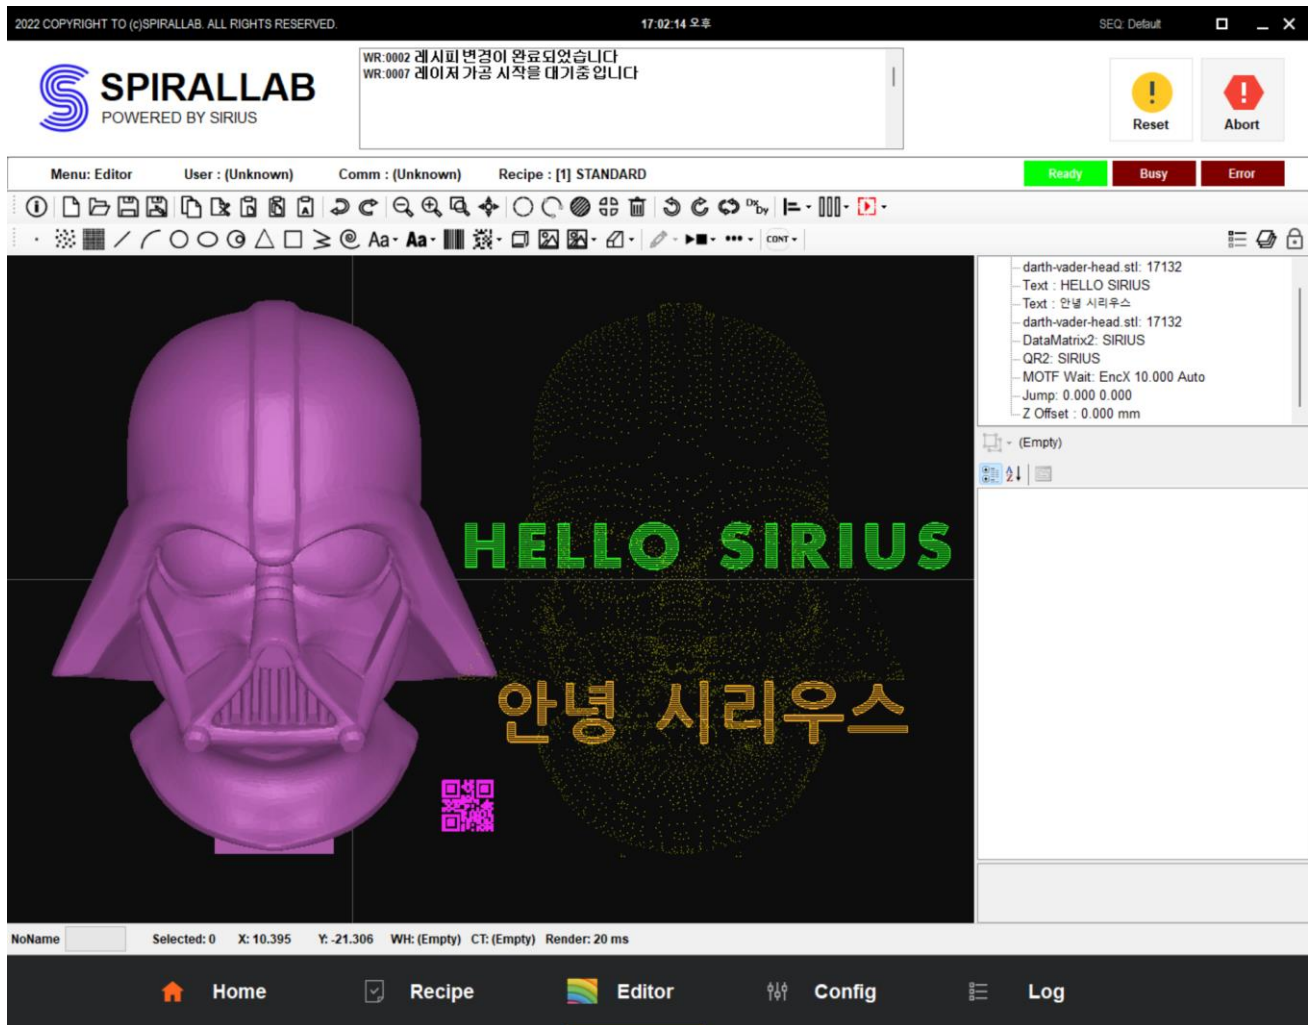 2022 COPYRIGHT TO (c)SPIRALLAB. ALL RIGHTS RESERVED.
17:02:14 오후
SEQ: Default
SPIRALLAB
POWERED BY SIRIUS
WR:0002 레시피 변경이 완료되었습니다
WR:0007 레이저 가공 시작을 대기중 입니다
Reset
Abort
Menu: Editor
User : (Unknown)
Comm : (Unknown)
Recipe : [1] STANDARD
Ready
Busy
Error
Dx,Dy
Aa
Aa
CONT
darth-vader-head.stl: 17132
Text : HELLO SIRIUS
Text : 안녕 시리우스
darth-vader-head.stl: 17132
DataMatrix2: SIRIUS
QR2: SIRIUS
MOTF Wait: EncX 10.000 Auto
Jump: 0.000 0.000
Z Offset : 0.000 mm
(Empty)
HELLO SIRIUS
안녕 시리우스
NoName
Selected: 0
X: 10.395
Y: -21.306
WH: (Empty)
CT: (Empty)
Render: 20 ms
Home
Recipe
Editor
Config
Log